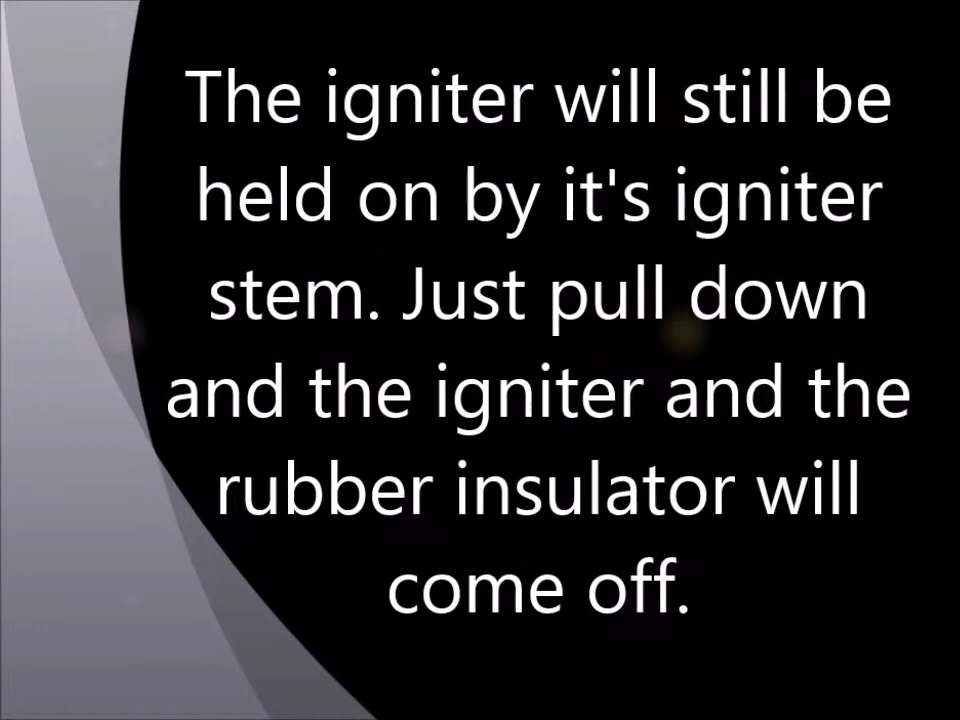 The igniter will still be
held on by it's igniter
stem. Just pull down
and the igniter and the
rubber insulator will
come off.